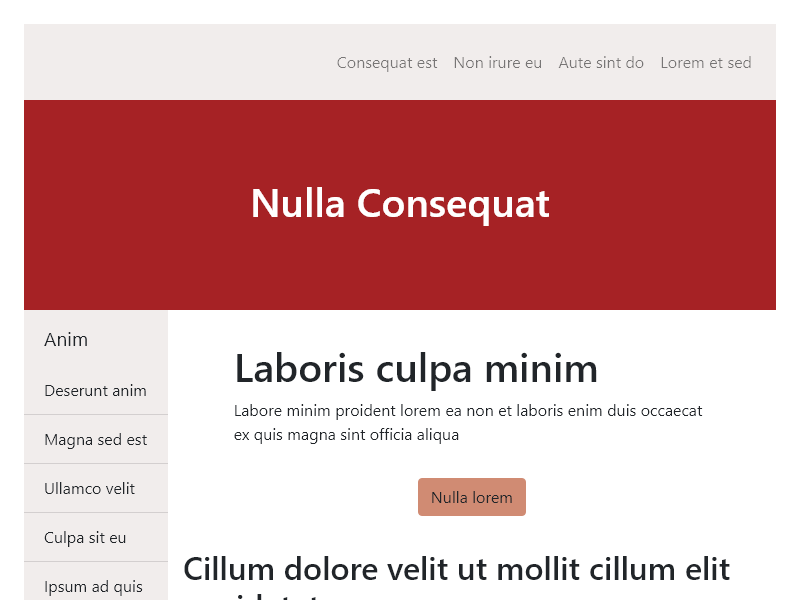 Consequat est Non irure eu Aute sint do Lorem et sed
Nulla Consequat
Anim
Deserunt anim
Magna sed est
Ullamco velit
Culpa sit eu
Ipsum ad quis
Laboris culpa minim
Labore minim proident lorem ea non et laboris enim duis occaecat
ex quis magna sint officia aliqua
Nulla lorem
Cillum dolore velit ut mollit cillum elit